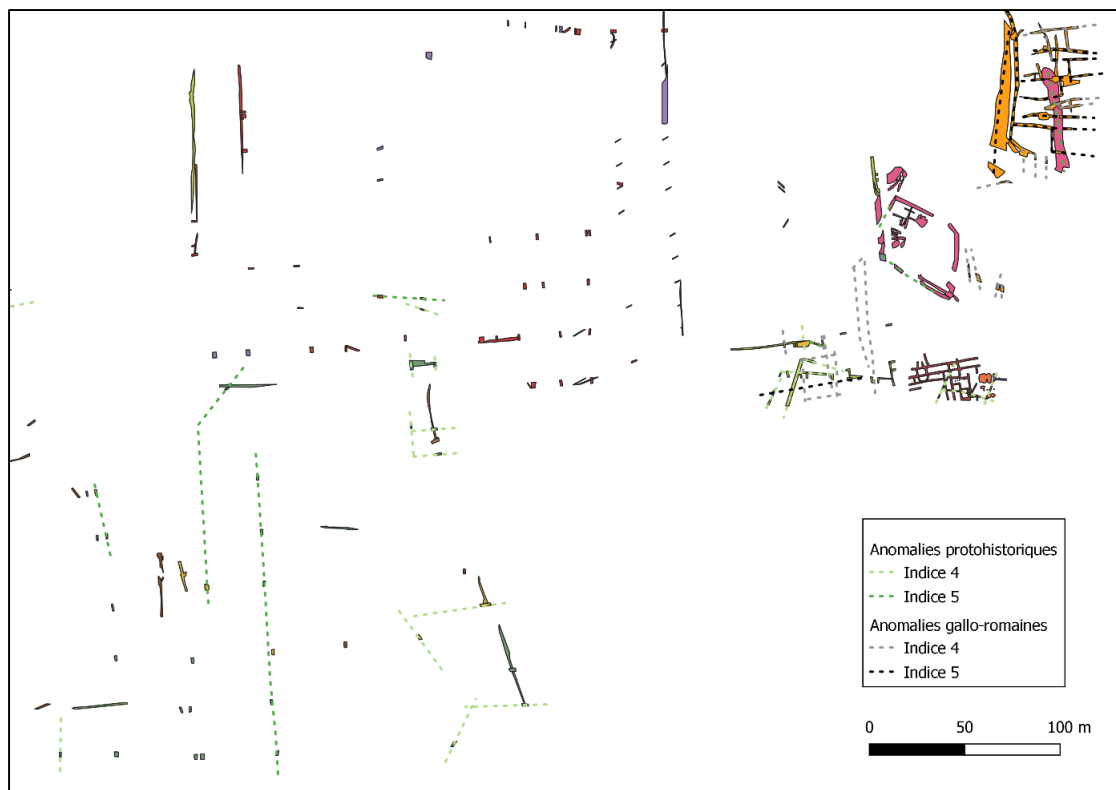 Anomalies protohistoriques
Indice 4
Indice 5
Anomalies gallo-romaines
Indice 4
Indice 5
0 50 100 m